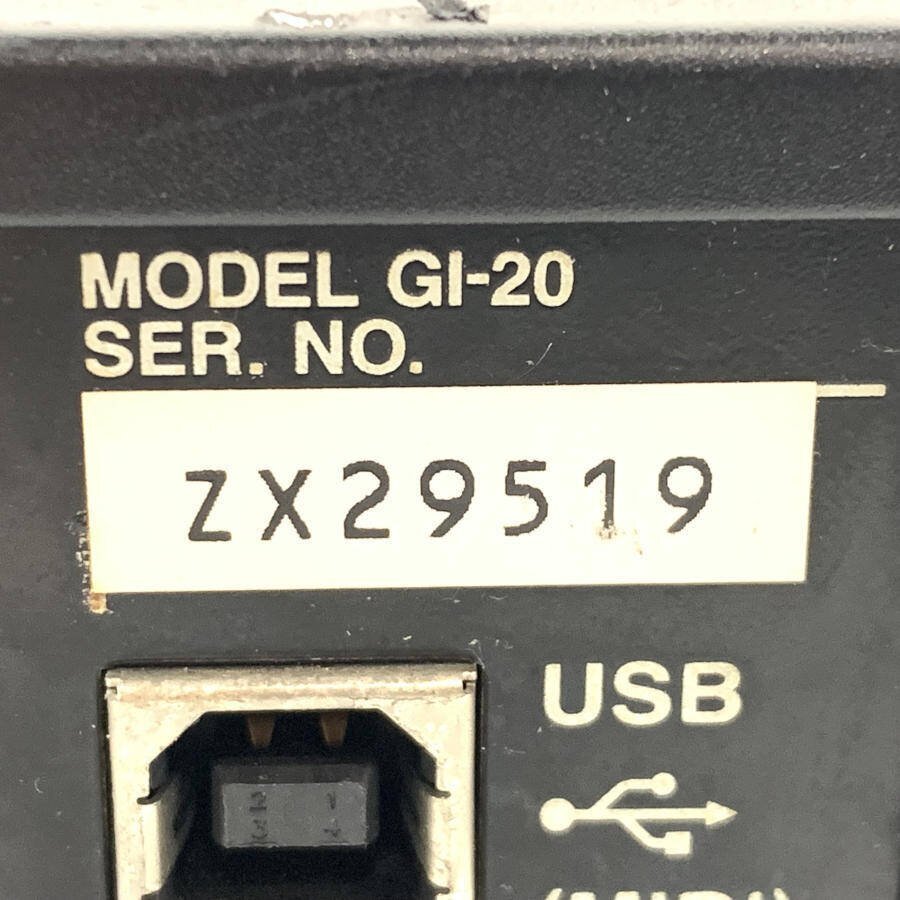 MODEL GI-20
SER. NO.
ZX29519
USB